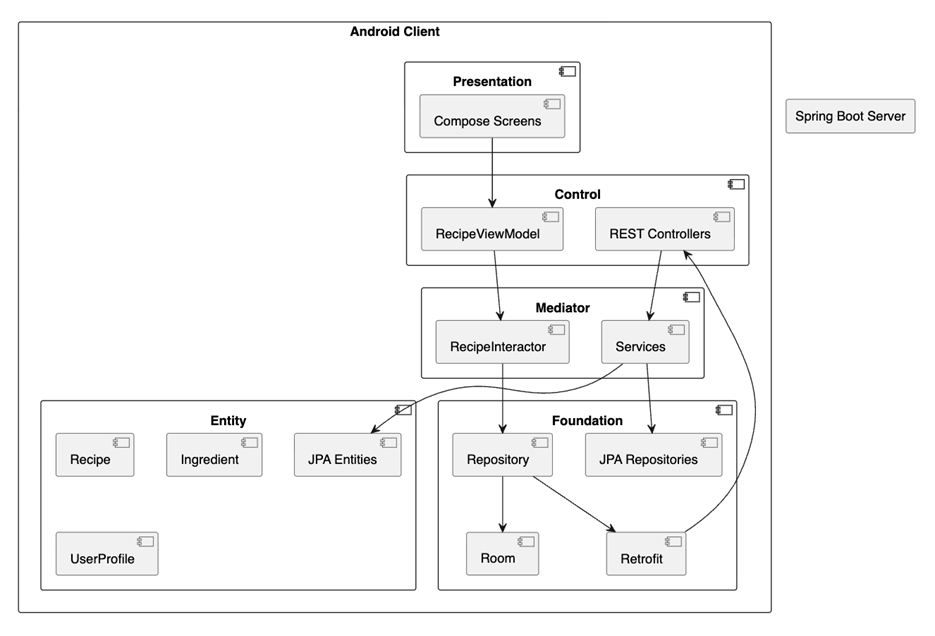 Android Client
Presentation
Compose Screens
Spring Boot Server
Control
RecipeViewModel
REST Controllers
Mediator
RecipeInteractor
Services
Entity
Recipe
Ingredient
JPA Entities
UserProfile
Foundation
Repository
JPA Repositories
Room
Retrofit